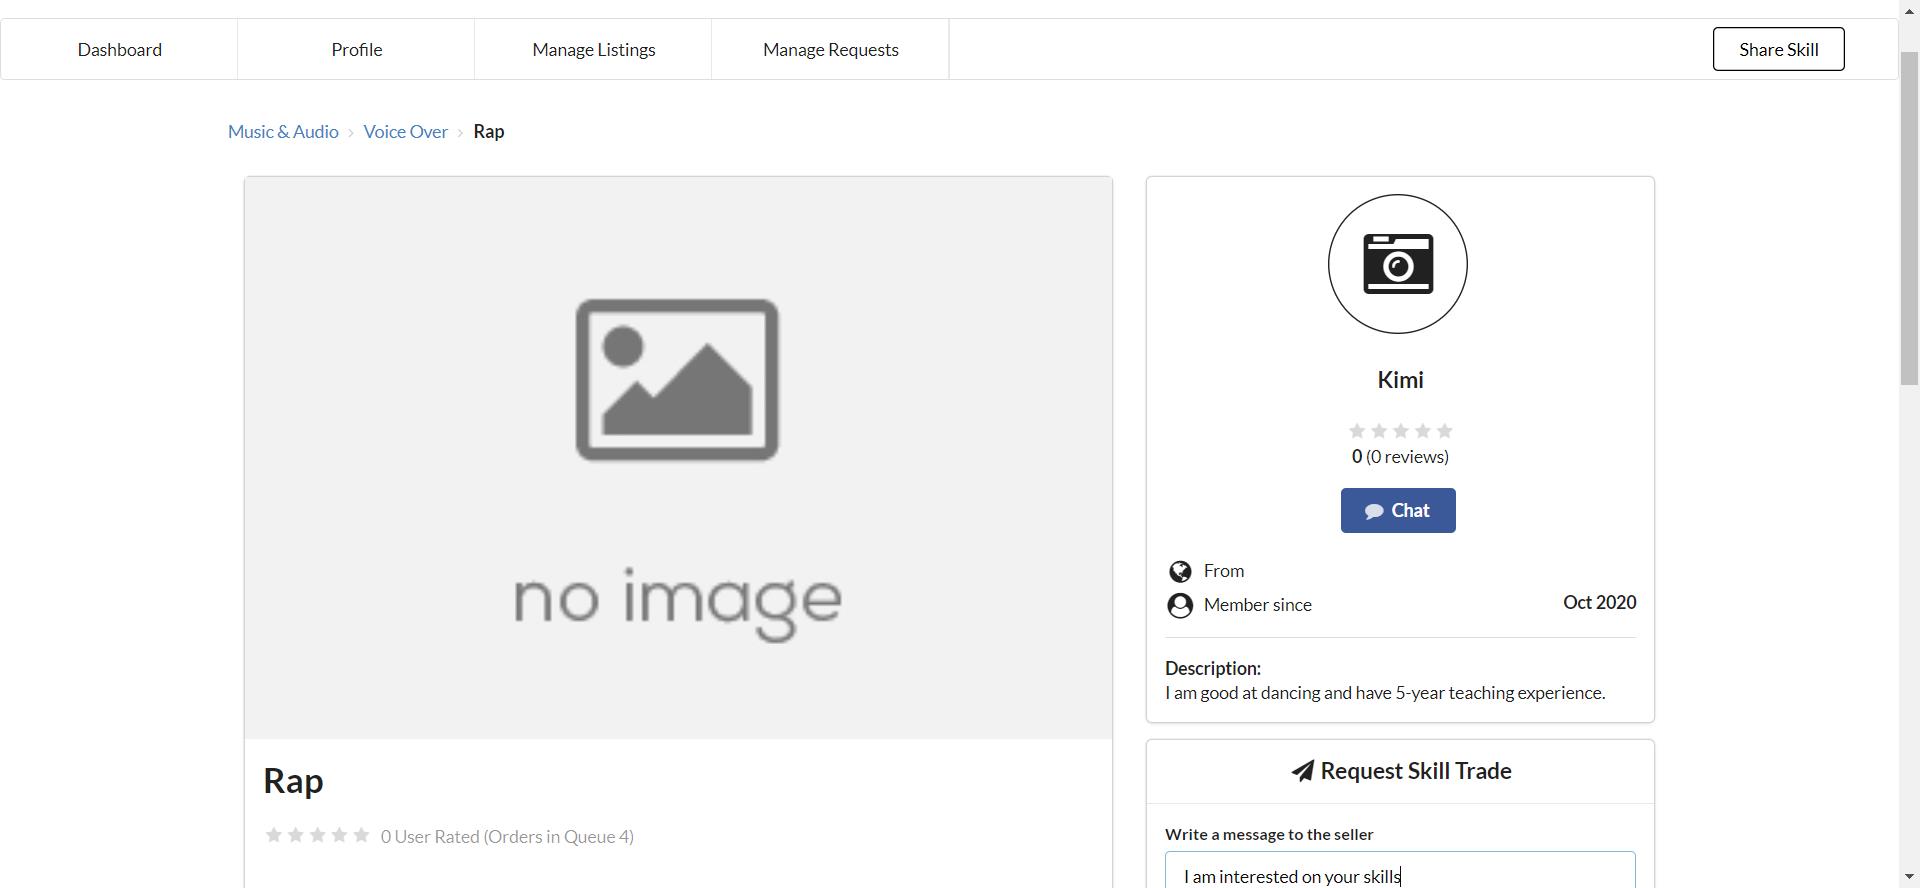 Dashboard
Profile
Manage Listings
Manage Requests
Share Skill
Music & Audio
Voice Over
Rap
no image
Rap
0 User Rated (Orders in Queue 4)
Kimi
0 (0 reviews)
Chat
From
Member since
Oct 2020
Description:
I am good at dancing and have 5-year teaching experience.
Request Skill Trade
Write a message to the seller
I am interested on your skills